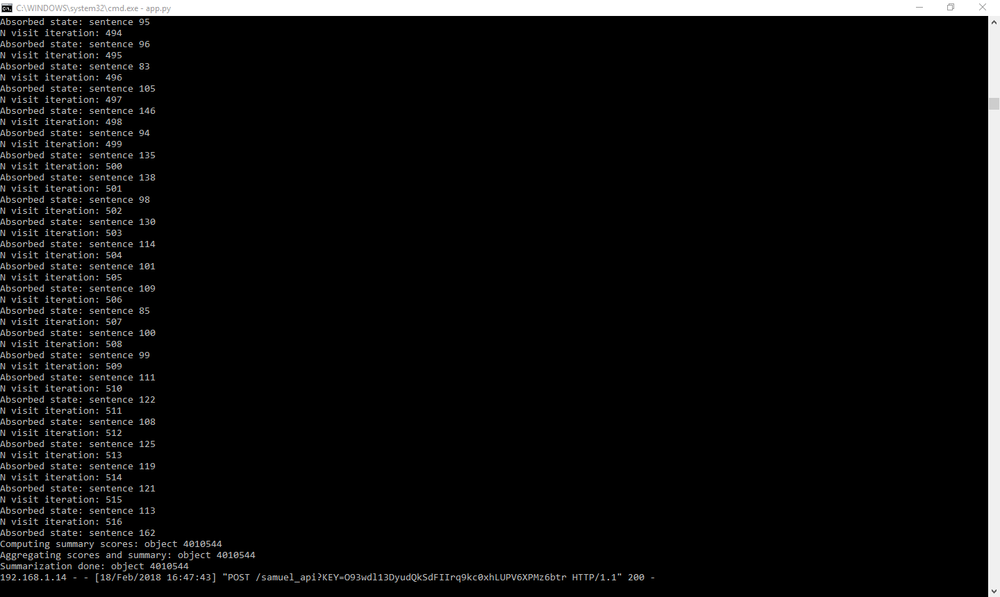 C:\WINDOWS\system32\cmd.exe - app.py
Absorbed state: sentence 95
N visit iteration: 494
Absorbed state: sentence 96
N visit iteration: 495
Absorbed state: sentence 83
N visit iteration: 496
Absorbed state: sentence 105
N visit iteration: 497
Absorbed state: sentence 146
N visit iteration: 498
Absorbed state: sentence 94
N visit iteration: 499
Absorbed state: sentence 135
N visit iteration: 500
Absorbed state: sentence 138
N visit iteration: 501
Absorbed state: sentence 98
N visit iteration: 502
Absorbed state: sentence 130
N visit iteration: 503
Absorbed state: sentence 114
N visit iteration: 504
Absorbed state: sentence 101
N visit iteration: 505
Absorbed state: sentence 109
N visit iteration: 506
Absorbed state: sentence 85
N visit iteration: 507
Absorbed state: sentence 100
N visit iteration: 508
Absorbed state: sentence 99
N visit iteration: 509
Absorbed state: sentence 111
N visit iteration: 510
Absorbed state: sentence 122
N visit iteration: 511
Absorbed state: sentence 108
N visit iteration: 512
Absorbed state: sentence 125
N visit iteration: 513
Absorbed state: sentence 119
N visit iteration: 514
Absorbed state: sentence 121
N visit iteration: 515
Absorbed state: sentence 113
N visit iteration: 516
Absorbed state: sentence 162
Computing summary scores: object 4010544
Aggregating scores and summary: object 4010544
Summarization done: object 4010544
192.168.1.14 - - [18/Feb/2018 16:47:43] "POST /samuel_api?KEY=O93wdl13DyudQkSdFIIrq9kc0xhLUPV6XPMz6btr HTTP/1.1" 200 -